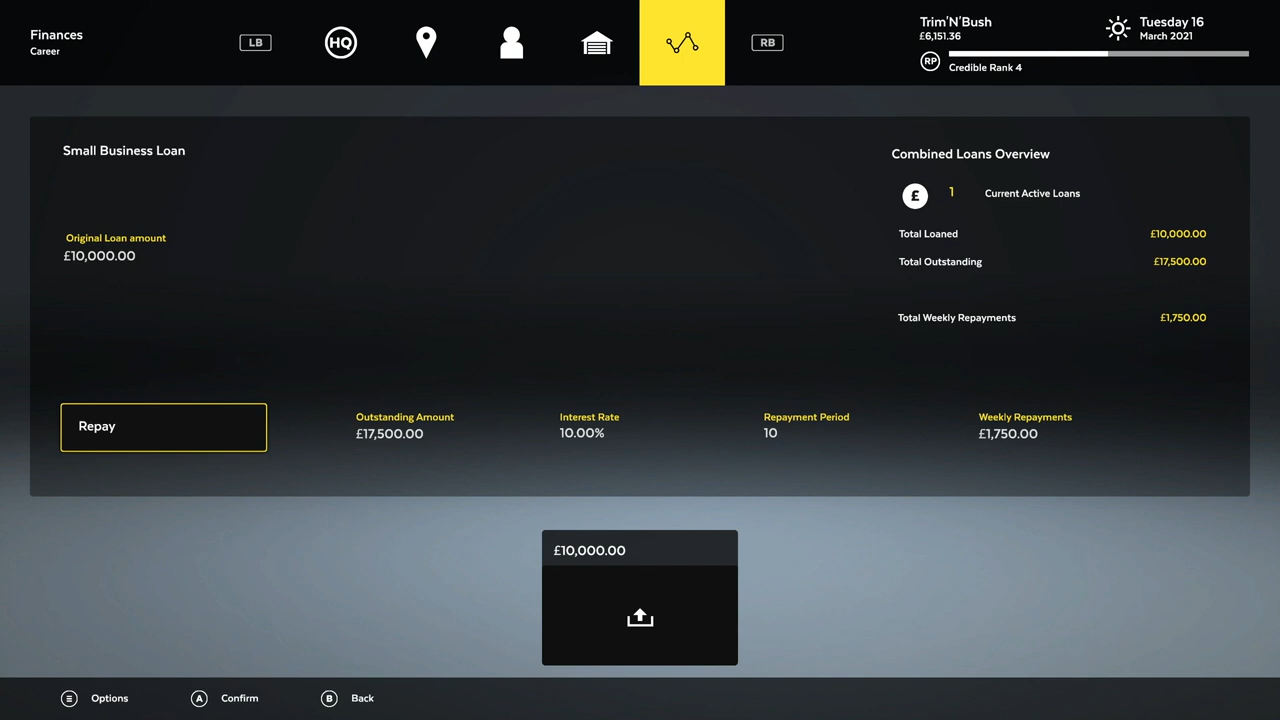 Finances
Career
LB
HQ
RB
Trim'N'Bush
£6,151.36
RP
Credible Rank 4
Tuesday 16
March 2021
Small Business Loan
Original Loan amount
£10,000.00
Combined Loans Overview
£ 1 Current Active Loans
Total Loaned £10,000.00
Total Outstanding £17,500.00
Total Weekly Repayments £1,750.00
Repay
Outstanding Amount
£17,500.00
Interest Rate
10.00%
Repayment Period
10
Weekly Repayments
£1,750.00
£10,000.00
Options
A Confirm
B Back